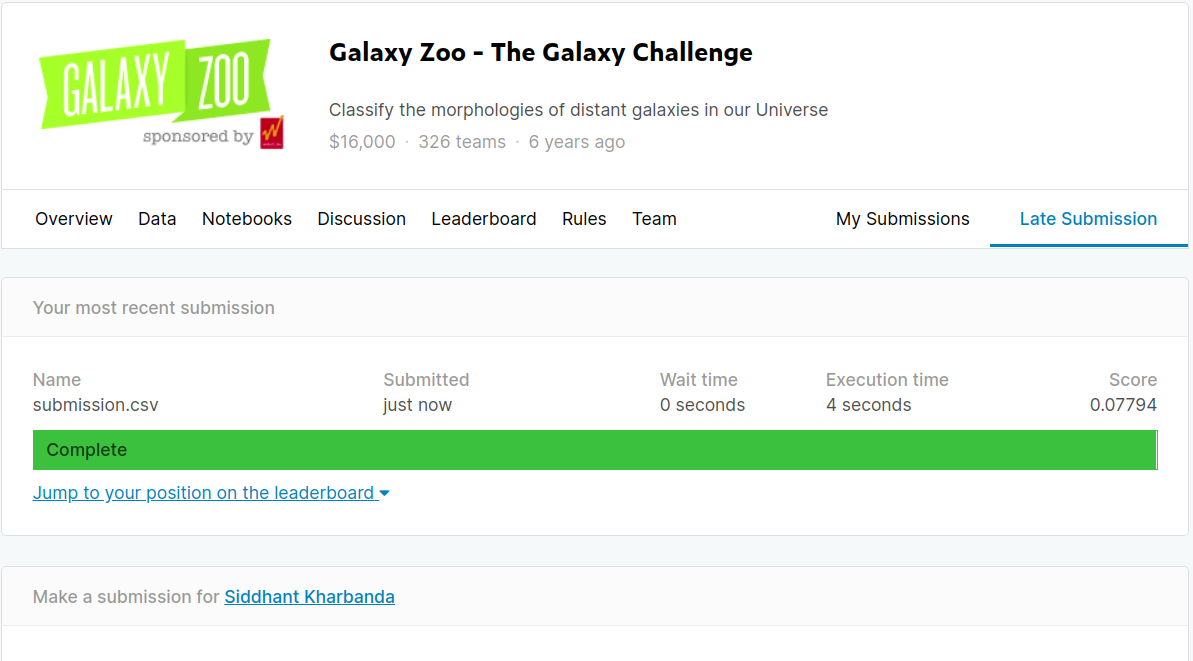 GALAXY ZOO
sponsored by
Galaxy Zoo - The Galaxy Challenge
Classify the morphologies of distant galaxies in our Universe
$16,000 · 326 teams · 6 years ago
Overview Data Notebooks Discussion Leaderboard Rules Team My Submissions Late Submission
Your most recent submission
Name Submitted Wait time Execution time Score
submission.csv just now 0 seconds 4 seconds 0.07794
Complete
Jump to your position on the leaderboard
Make a submission for Siddhant Kharbanda